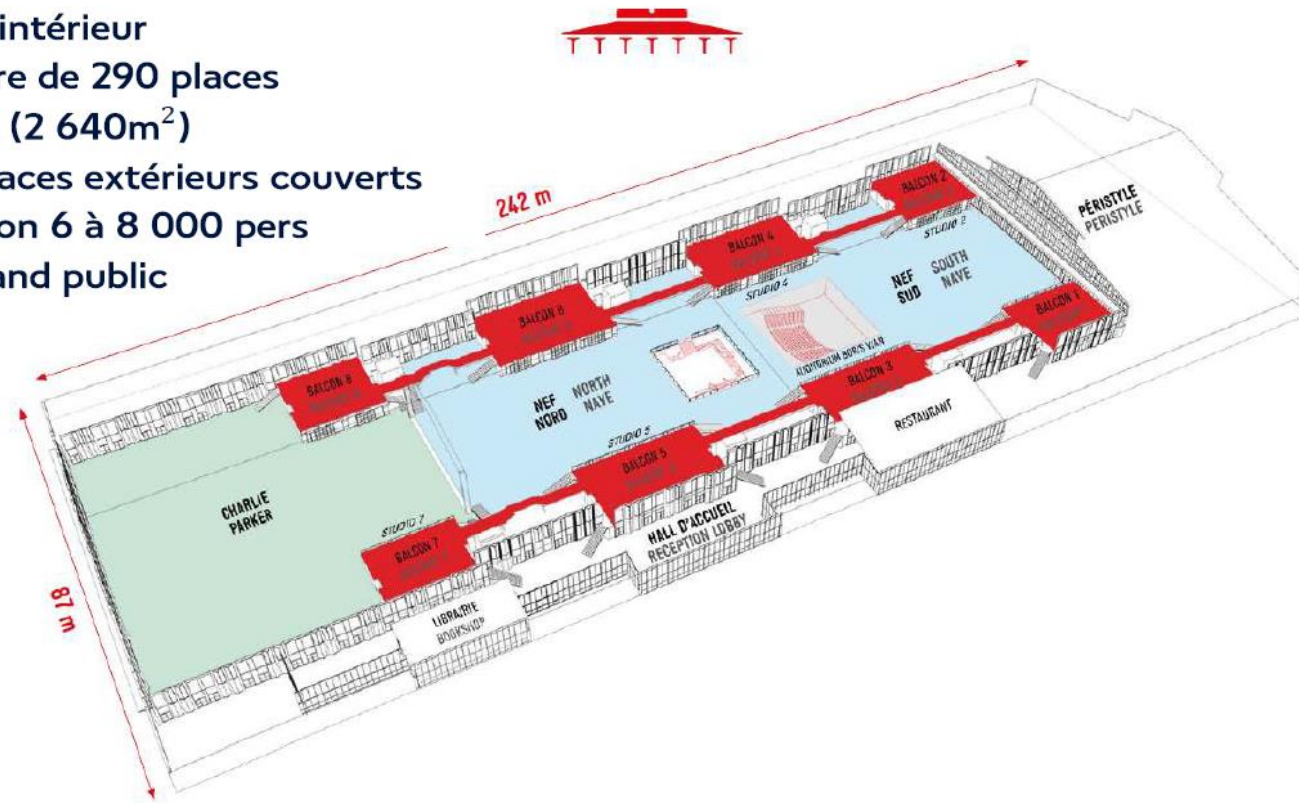 intérieur
re de 290 places
(2 640m²)
aces extérieurs couverts
on 6 à 8 000 pers
and public
242 m
87 m
PÉRISTYLE
PERISTYLE
BALCON 2
STUDIO 2
BALCON 4
STUDIO 4
NEF SOUTH
SUD NAVE
BALCON 1
BALCON 6
AUDITORIUM BORIS VIAN
BALCON 3
RESTAURANT
BALCON 8
NEF NORTH
NORD NAVE
STUDIO 5
BALCON 5
CHARLIE
PARKER
STUDIO 7
BALCON 7
HALL D'ACCUEIL
RECEPTION LOBBY
LIBRAIRIE
BOOKSHOP